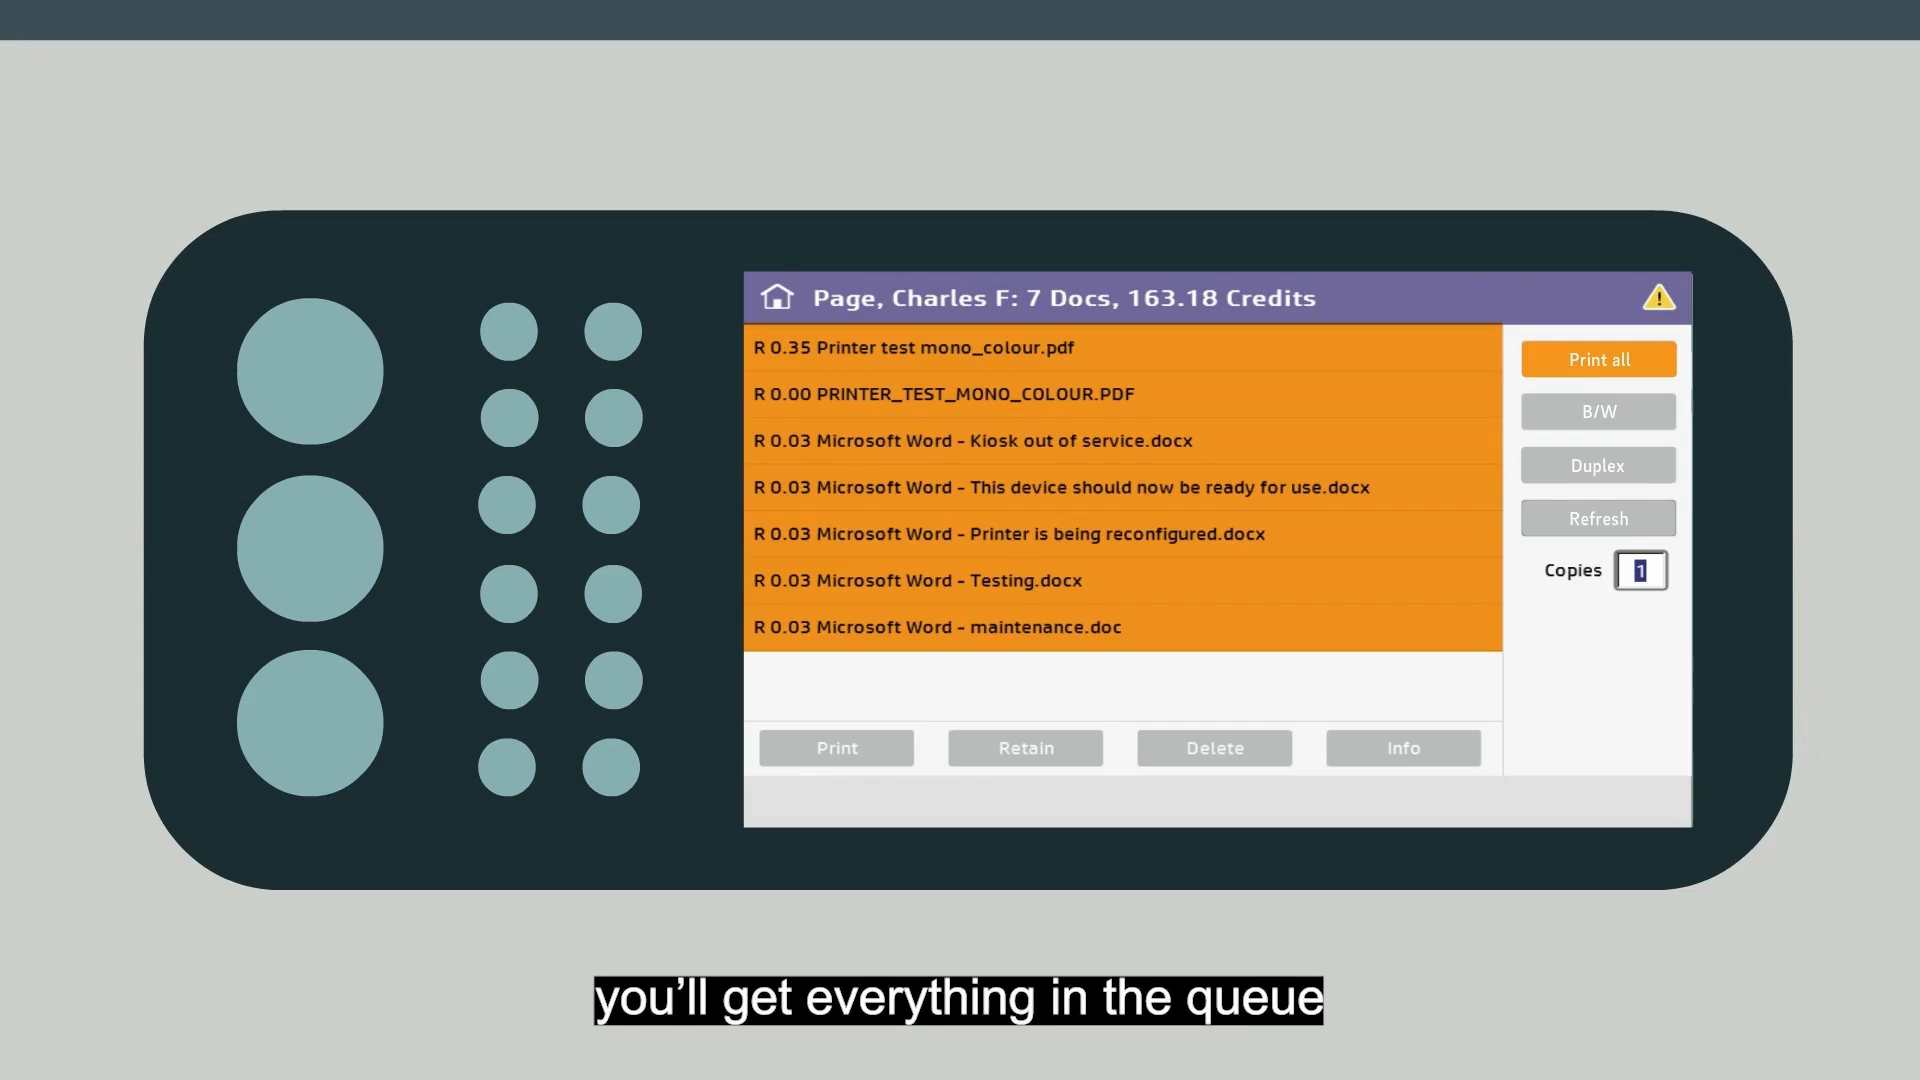 Page, Charles F: 7 Docs, 163.18 Credits
R 0.35 Printer test mono_colour.pdf
R 0.00 PRINTER_TEST_MONO_COLOUR.PDF
R 0.03 Microsoft Word - Kiosk out of service.docx
R 0.03 Microsoft Word - This device should now be ready for use.docx
R 0.03 Microsoft Word - Printer is being reconfigured.docx
R 0.03 Microsoft Word - Testing.docx
R 0.03 Microsoft Word - maintenance.doc
Print all
B/W
Duplex
Refresh
Copies 1
Print Retain Delete Info
you’ll get everything in the queue